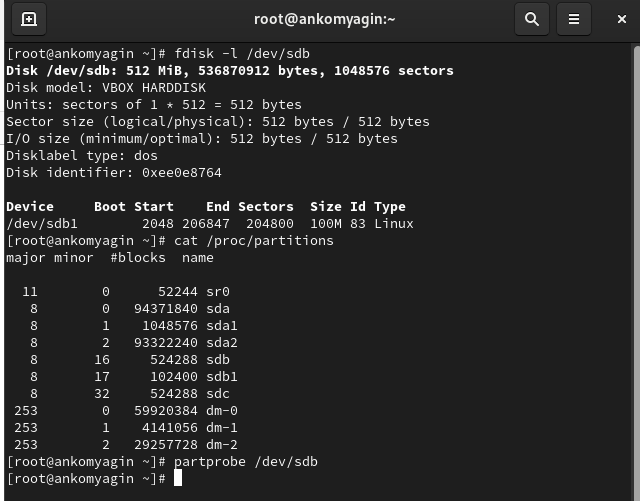 root@ankomyagin:~
[root@ankomyagin ~]# fdisk -l /dev/sdb
Disk /dev/sdb: 512 MiB, 536870912 bytes, 1048576 sectors
Disk model: VBOX HARDDISK
Units: sectors of 1 * 512 = 512 bytes
Sector size (logical/physical): 512 bytes / 512 bytes
I/O size (minimum/optimal): 512 bytes / 512 bytes
Disklabel type: dos
Disk identifier: 0xee0e8764
Device     Boot Start    End Sectors  Size Id Type
/dev/sdb1        2048 206847  204800  100M 83 Linux
[root@ankomyagin ~]# cat /proc/partitions
major minor  #blocks  name
  11        0      52244 sr0
   8        0   94371840 sda
   8        1    1048576 sda1
   8        2   93322240 sda2
   8       16     524288 sdb
   8       17     102400 sdb1
   8       32     524288 sdc
 253        0   59920384 dm-0
 253        1    4141056 dm-1
 253        2   29257728 dm-2
[root@ankomyagin ~]# partprobe /dev/sdb
[root@ankomyagin ~]#